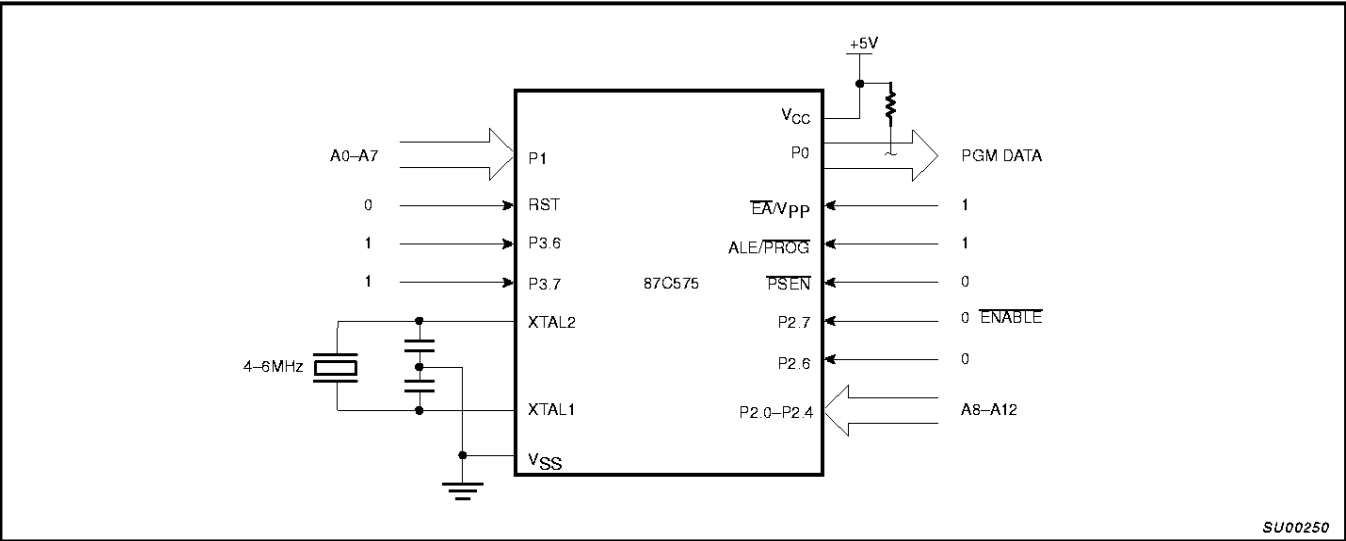 +5V
VCC
A0–A7
P1
P0
PGM DATA
0
RST
EA/VPP
1
1
P3.6
ALE/PROG
1
1
P3.7
87C575
PSEN
0
XTAL2
P2.7
0 ENABLE
4–6MHz
P2.6
0
XTAL1
P2.0–P2.4
A8–A12
VSS
SU00250